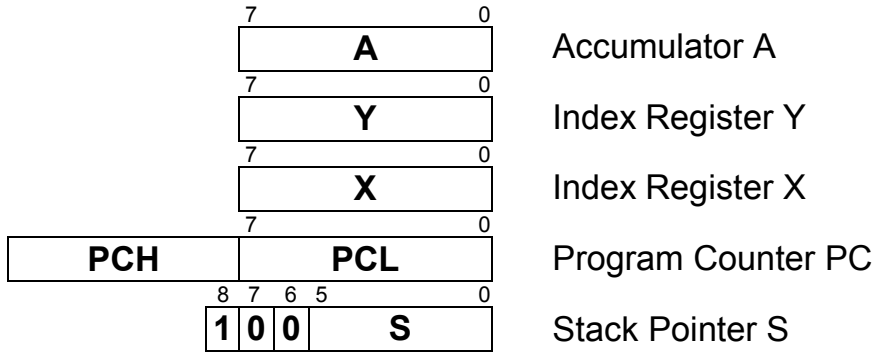 7 0
A Accumulator A
7 0
Y Index Register Y
7 0
X Index Register X
7 0
PCH PCL Program Counter PC
8 7 6 5 0
1 0 0 S Stack Pointer S